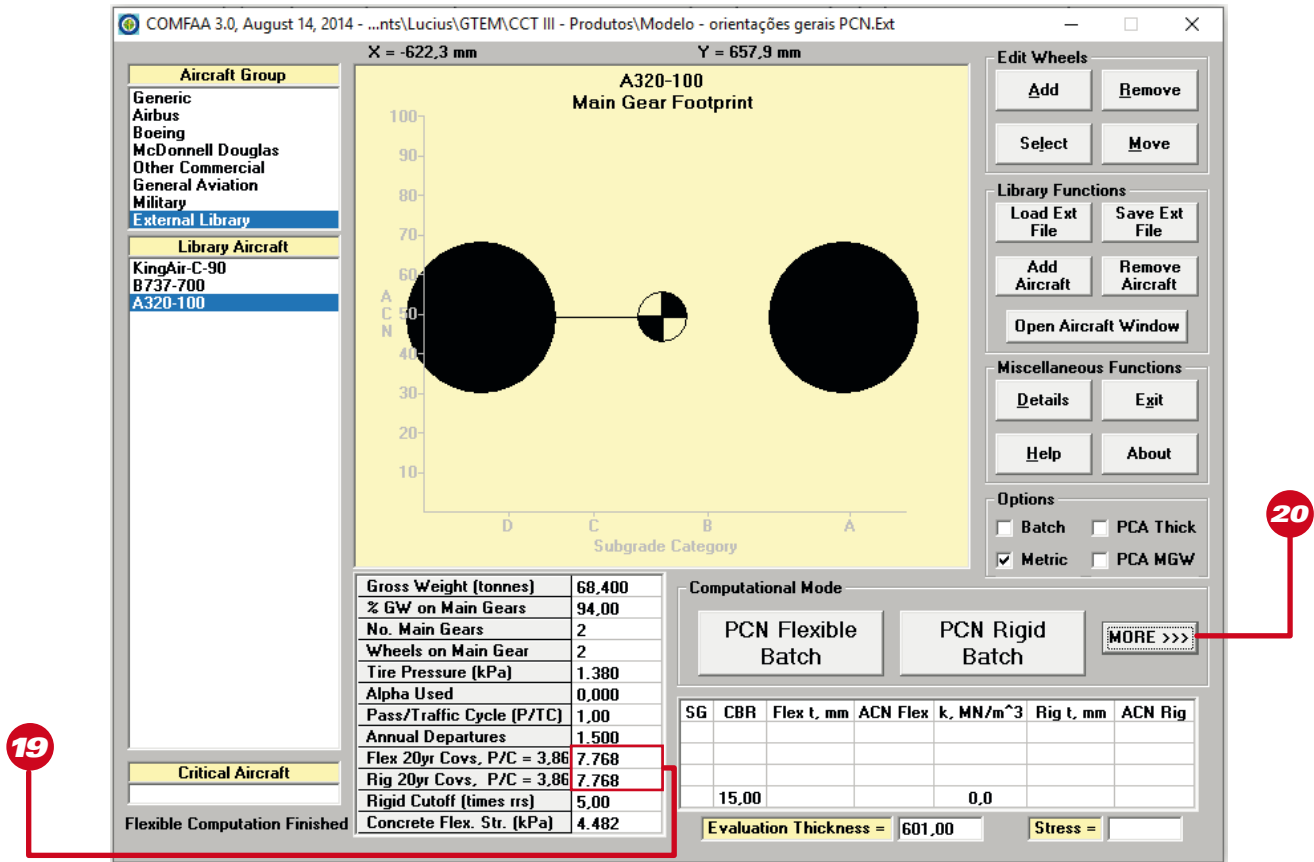 COMFAA 3.0, August 14, 2014 - ...nts\Lucius\GTEM\CCT III - Produtos\Modelo - orientações gerais PCN.Ext
X = -622,3 mm
Y = 657,9 mm
Aircraft Group
Generic
Airbus
Boeing
McDonnell Douglas
Other Commercial
General Aviation
Military
External Library
Library Aircraft
KingAir-C-90
B737-700
A320-100
Critical Aircraft
Flexible Computation Finished
A320-100
Main Gear Footprint
100
90
80
70
60
50
40
30
20
10
A
C
N
D C B A
Subgrade Category
Edit Wheels
Add Remove
Select Move
Library Functions
Load Ext File Save Ext File
Add Aircraft Remove Aircraft
Open Aircraft Window
Miscellaneous Functions
Details Exit
Help About
Options
Batch PCA Thick
Metric PCA MGW
Gross Weight (tonnes) 68,400
% GW on Main Gears 94,00
No. Main Gears 2
Wheels on Main Gear 2
Tire Pressure (kPa) 1.380
Alpha Used 0,000
Pass/Traffic Cycle (P/TC) 1,00
Annual Departures 1.500
Flex 20yr Covs, P/C = 3,86 7.768
Rig 20yr Covs, P/C = 3,86 7.768
Rigid Cutoff (times rrs) 5,00
Concrete Flex. Str. (kPa) 4.482
Computational Mode
PCN Flexible Batch
PCN Rigid Batch
MORE >>>
SG CBR Flex t, mm ACN Flex k, MN/m^3 Rig t, mm ACN Rig
15,00 0,0
Evaluation Thickness = 601,00 Stress =
19
20